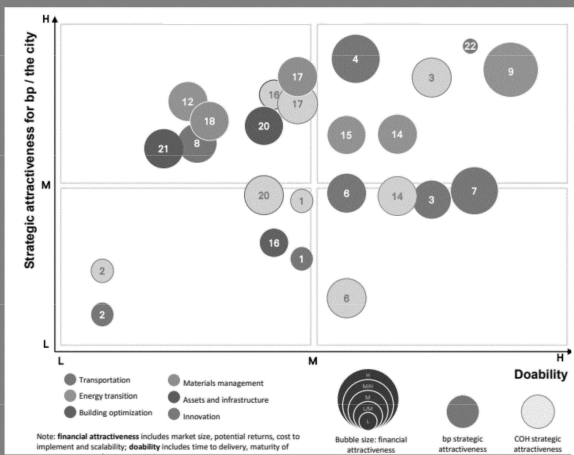 H
Strategic attractiveness for bp / the city
M
L
4
22
3
9
17
16
17
12
18
20
21
8
15
14
20
1
6
14
3
7
16
1
2
2
6
L
M
H
Doability
Transportation
Energy transition
Building optimization
Materials management
Assets and infrastructure
Innovation
H
M/H
M
L/M
L
Bubble size: financial
attractiveness
bp strategic
attractiveness
COH strategic
attractiveness
Note: financial attractiveness includes market size, potential returns, cost to
implement and scalability; doability includes time to delivery, maturity of